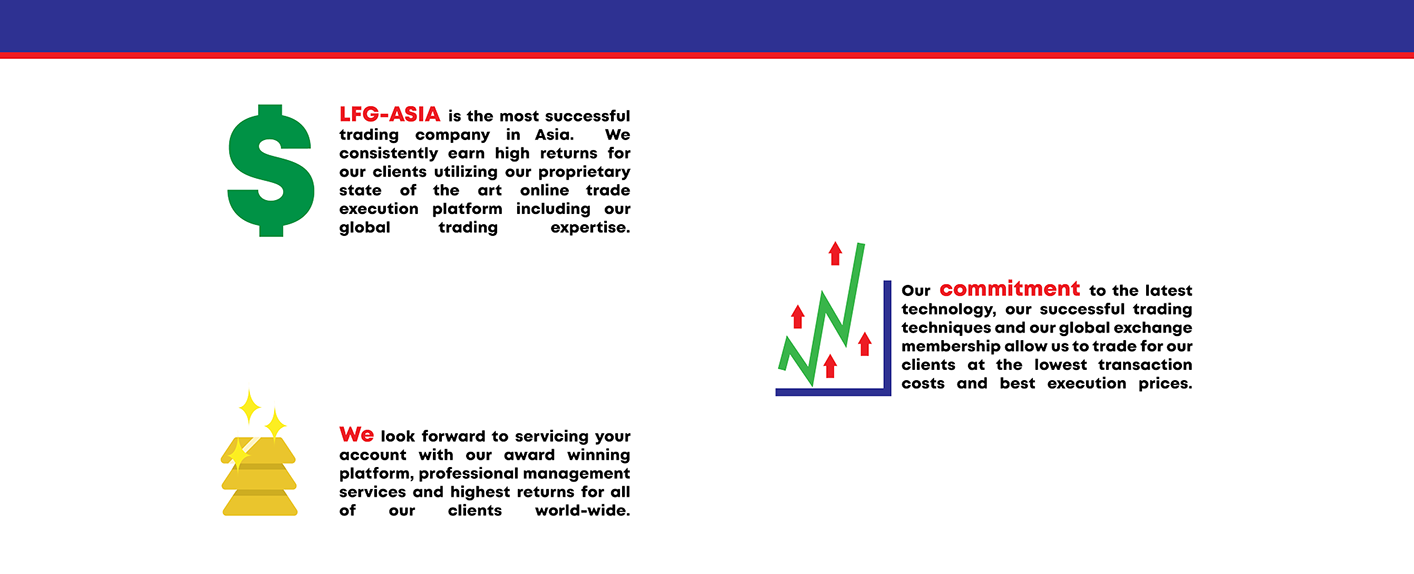 LFG-ASIA is the most successful
trading company in Asia. We
consistently earn high returns for
our clients utilizing our proprietary
state of the art online trade
execution platform including our
global trading expertise.
Our commitment to the latest
technology, our successful trading
techniques and our global exchange
membership allow us to trade for our
clients at the lowest transaction
costs and best execution prices.
We look forward to servicing your
account with our award winning
platform, professional management
services and highest returns for all
of our clients world-wide.